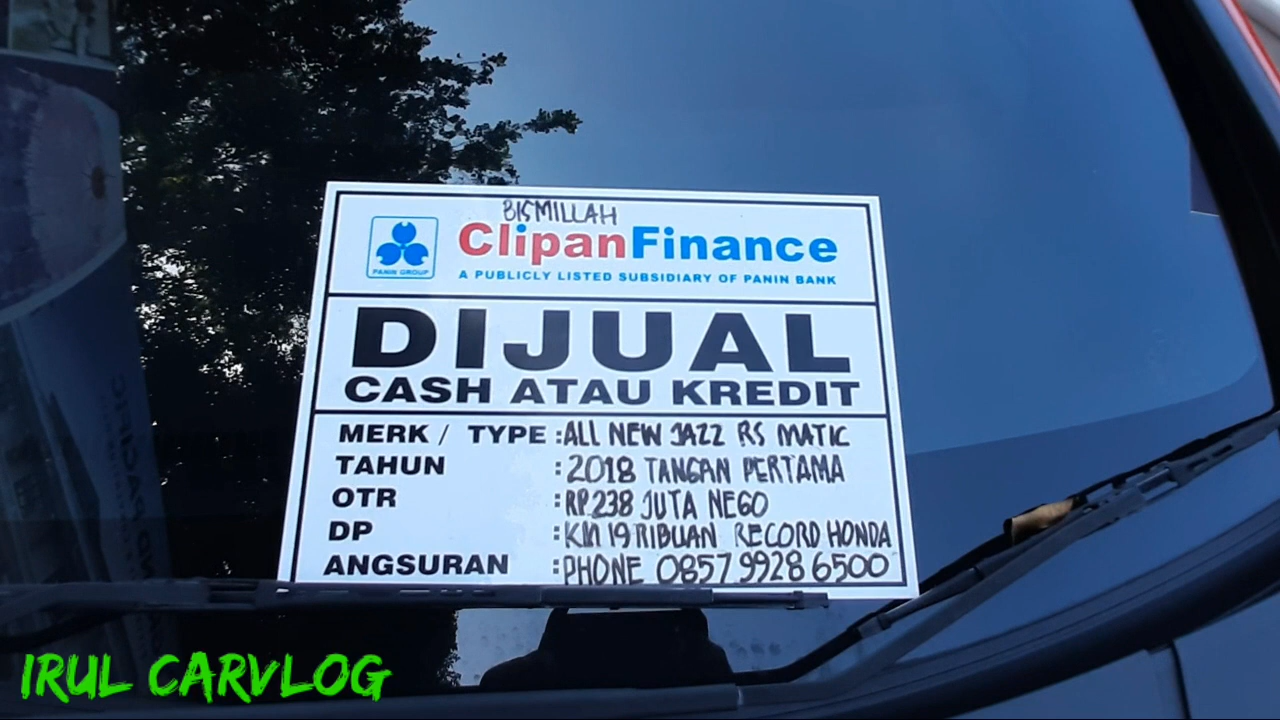 BISMILLAH
PANIN GROUP
ClipanFinance
A PUBLICLY LISTED SUBSIDIARY OF PANIN BANK
DIJUAL
CASH ATAU KREDIT
MERK / TYPE : ALL NEW JAZZ RS MATIC
TAHUN : 2018 TANGAN PERTAMA
OTR : RP.238 JUTA NEGO
DP : KM 19 RIBUAN RECORD HONDA
ANGSURAN : PHONE 0857 9928 6500
IRUL CARVLOG